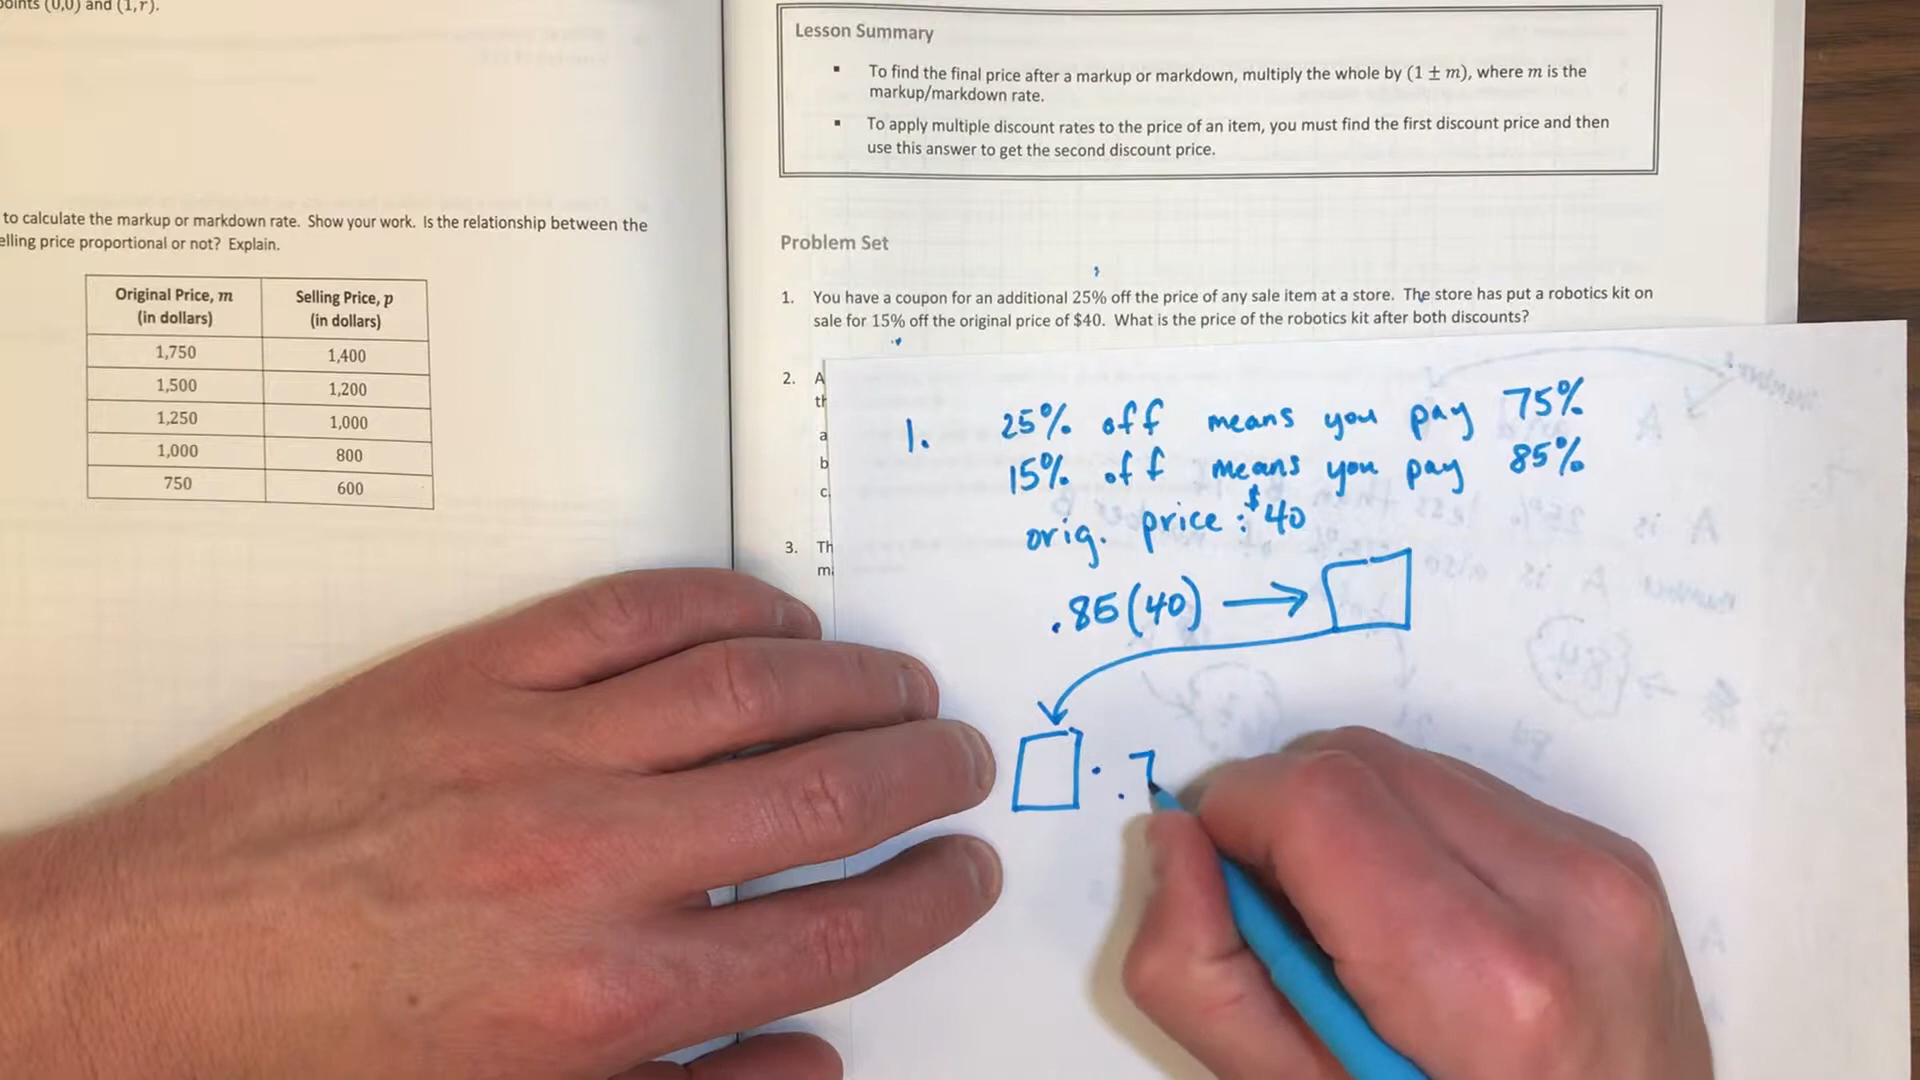 points (0,0) and (1,r).
to calculate the markup or markdown rate. Show your work. Is the relationship between the
elling price proportional or not? Explain.
Original Price, m
(in dollars)
Selling Price, p
(in dollars)
1,750 1,400
1,500 1,200
1,250 1,000
1,000 800
750 600
Lesson Summary
▪ To find the final price after a markup or markdown, multiply the whole by (1 ± m), where m is the
markup/markdown rate.
▪ To apply multiple discount rates to the price of an item, you must find the first discount price and then
use this answer to get the second discount price.
Problem Set
1. You have a coupon for an additional 25% off the price of any sale item at a store. The store has put a robotics kit on
sale for 15% off the original price of $40. What is the price of the robotics kit after both discounts?
2. A
th
a
b
c.
3. Th
ma
1. 25% off means you pay 75%
15% off means you pay 85%
orig. price : $40
.85(40) →
· .7